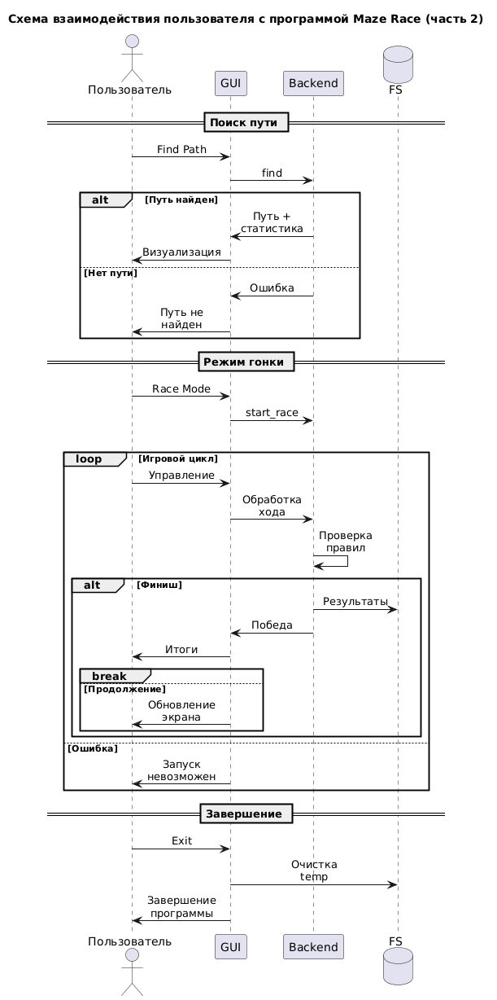 Схема взаимодействия пользователя с программой Maze Race (часть 2)
Пользователь
GUI
Backend
FS
Поиск пути
Find Path
find
alt
[Путь найден]
Путь +
статистика
Визуализация
[Нет пути]
Ошибка
Путь не
найден
Режим гонки
Race Mode
start_race
loop
[Игровой цикл]
Управление
Обработка
хода
Проверка
правил
alt
[Финиш]
Результаты
Победа
Итоги
break
[Продолжение]
Обновление
экрана
[Ошибка]
Запуск
невозможен
Завершение
Exit
Очистка
temp
Завершение
программы
Пользователь
GUI
Backend
FS